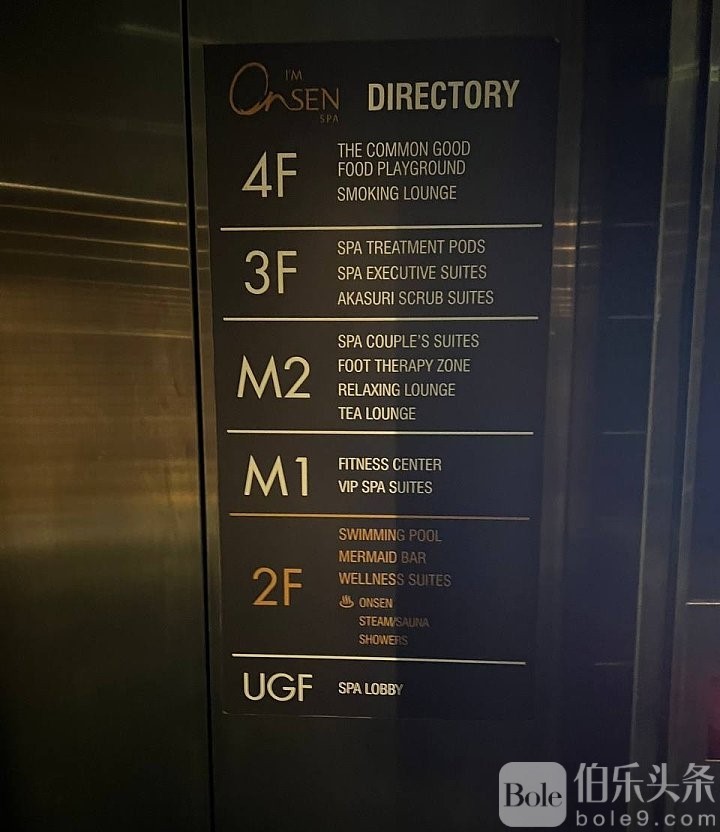 I'M
OnSEN
SPA
DIRECTORY
4F
THE COMMON GOOD
FOOD PLAYGROUND
SMOKING LOUNGE
3F
SPA TREATMENT PODS
SPA EXECUTIVE SUITES
AKASURI SCRUB SUITES
M2
SPA COUPLE'S SUITES
FOOT THERAPY ZONE
RELAXING LOUNGE
TEA LOUNGE
M1
FITNESS CENTER
VIP SPA SUITES
2F
SWIMMING POOL
MERMAID BAR
WELLNESS SUITES
♨ ONSEN
STEAM/SAUNA
SHOWERS
UGF
SPA LOBBY
Bole 伯乐头条
bole9.com